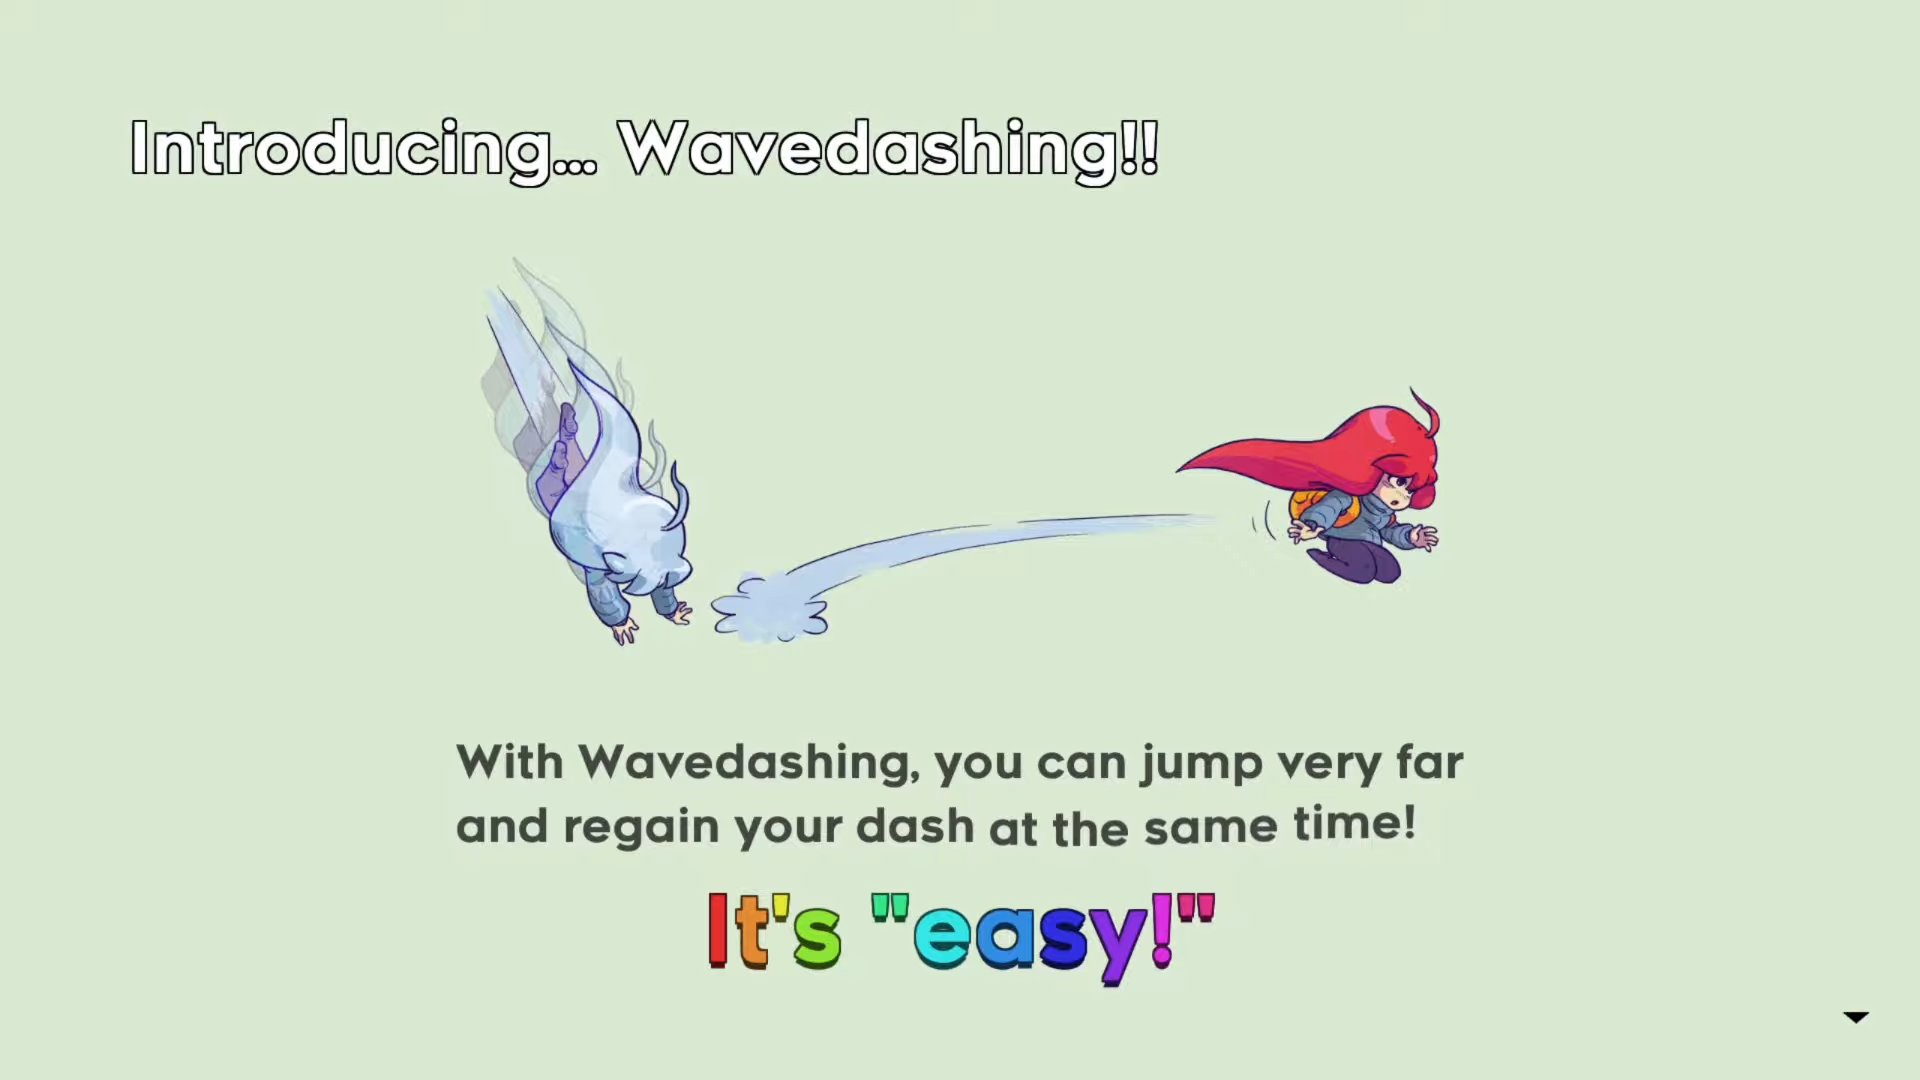 Introducing... Wavedashing!!
With Wavedashing, you can jump very far
and regain your dash at the same time!
It's "easy!"